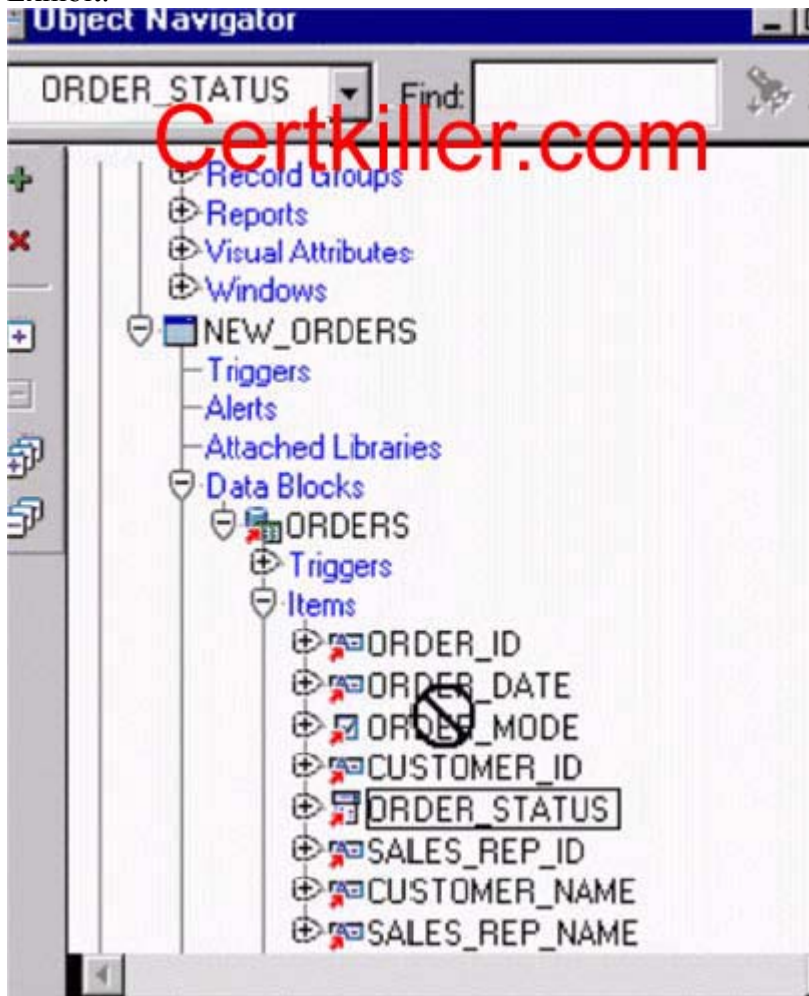 Exhibit:
Object Navigator
ORDER_STATUS Find:
Certkiller.com
Record Groups
Reports
Visual Attributes
Windows
NEW_ORDERS
Triggers
Alerts
Attached Libraries
Data Blocks
ORDERS
Triggers
Items
ORDER_ID
ORDER_DATE
ORDER_MODE
CUSTOMER_ID
ORDER_STATUS
SALES_REP_ID
CUSTOMER_NAME
SALES_REP_NAME